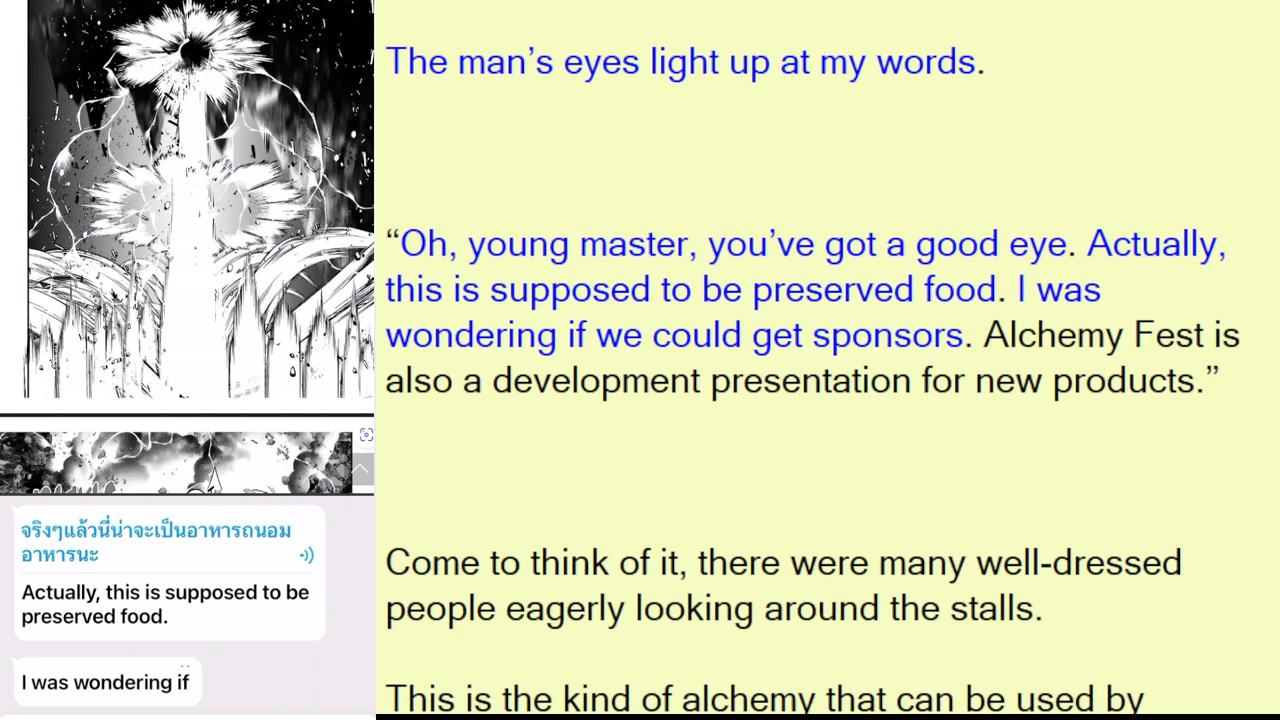 The man’s eyes light up at my words.
“Oh, young master, you’ve got a good eye. Actually,
this is supposed to be preserved food. I was
wondering if we could get sponsors. Alchemy Fest is
also a development presentation for new products.”
Come to think of it, there were many well-dressed
people eagerly looking around the stalls.
This is the kind of alchemy that can be used by
จริงๆแล้วนี่น่าจะเป็นอาหารถนอม
อาหารนะ
Actually, this is supposed to be
preserved food.
I was wondering if